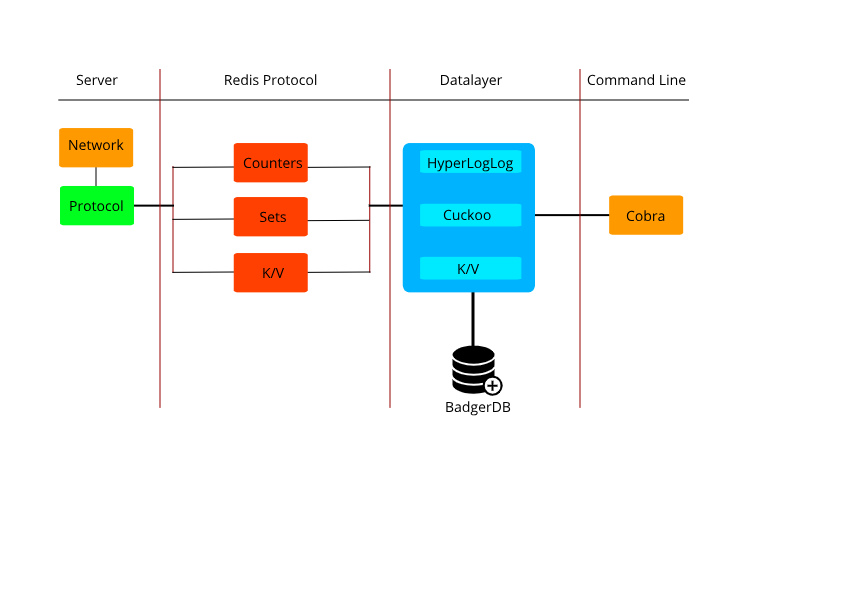 Server
Redis Protocol
Datalayer
Command Line
Network
Protocol
Counters
Sets
K/V
HyperLogLog
Cuckoo
K/V
Cobra
BadgerDB